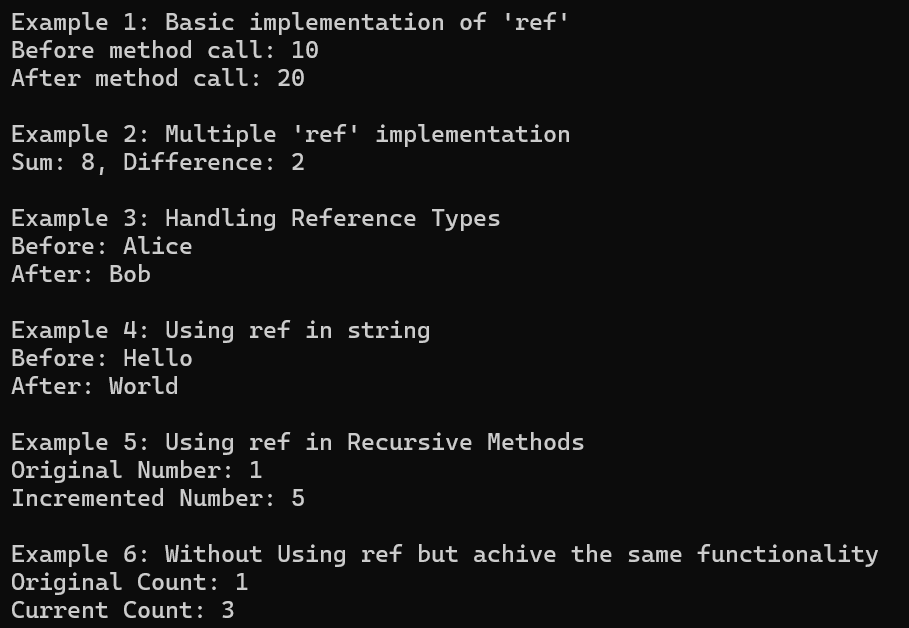 Example 1: Basic implementation of 'ref'
Before method call: 10
After method call: 20
Example 2: Multiple 'ref' implementation
Sum: 8, Difference: 2
Example 3: Handling Reference Types
Before: Alice
After: Bob
Example 4: Using ref in string
Before: Hello
After: World
Example 5: Using ref in Recursive Methods
Original Number: 1
Incremented Number: 5
Example 6: Without Using ref but achive the same functionality
Original Count: 1
Current Count: 3